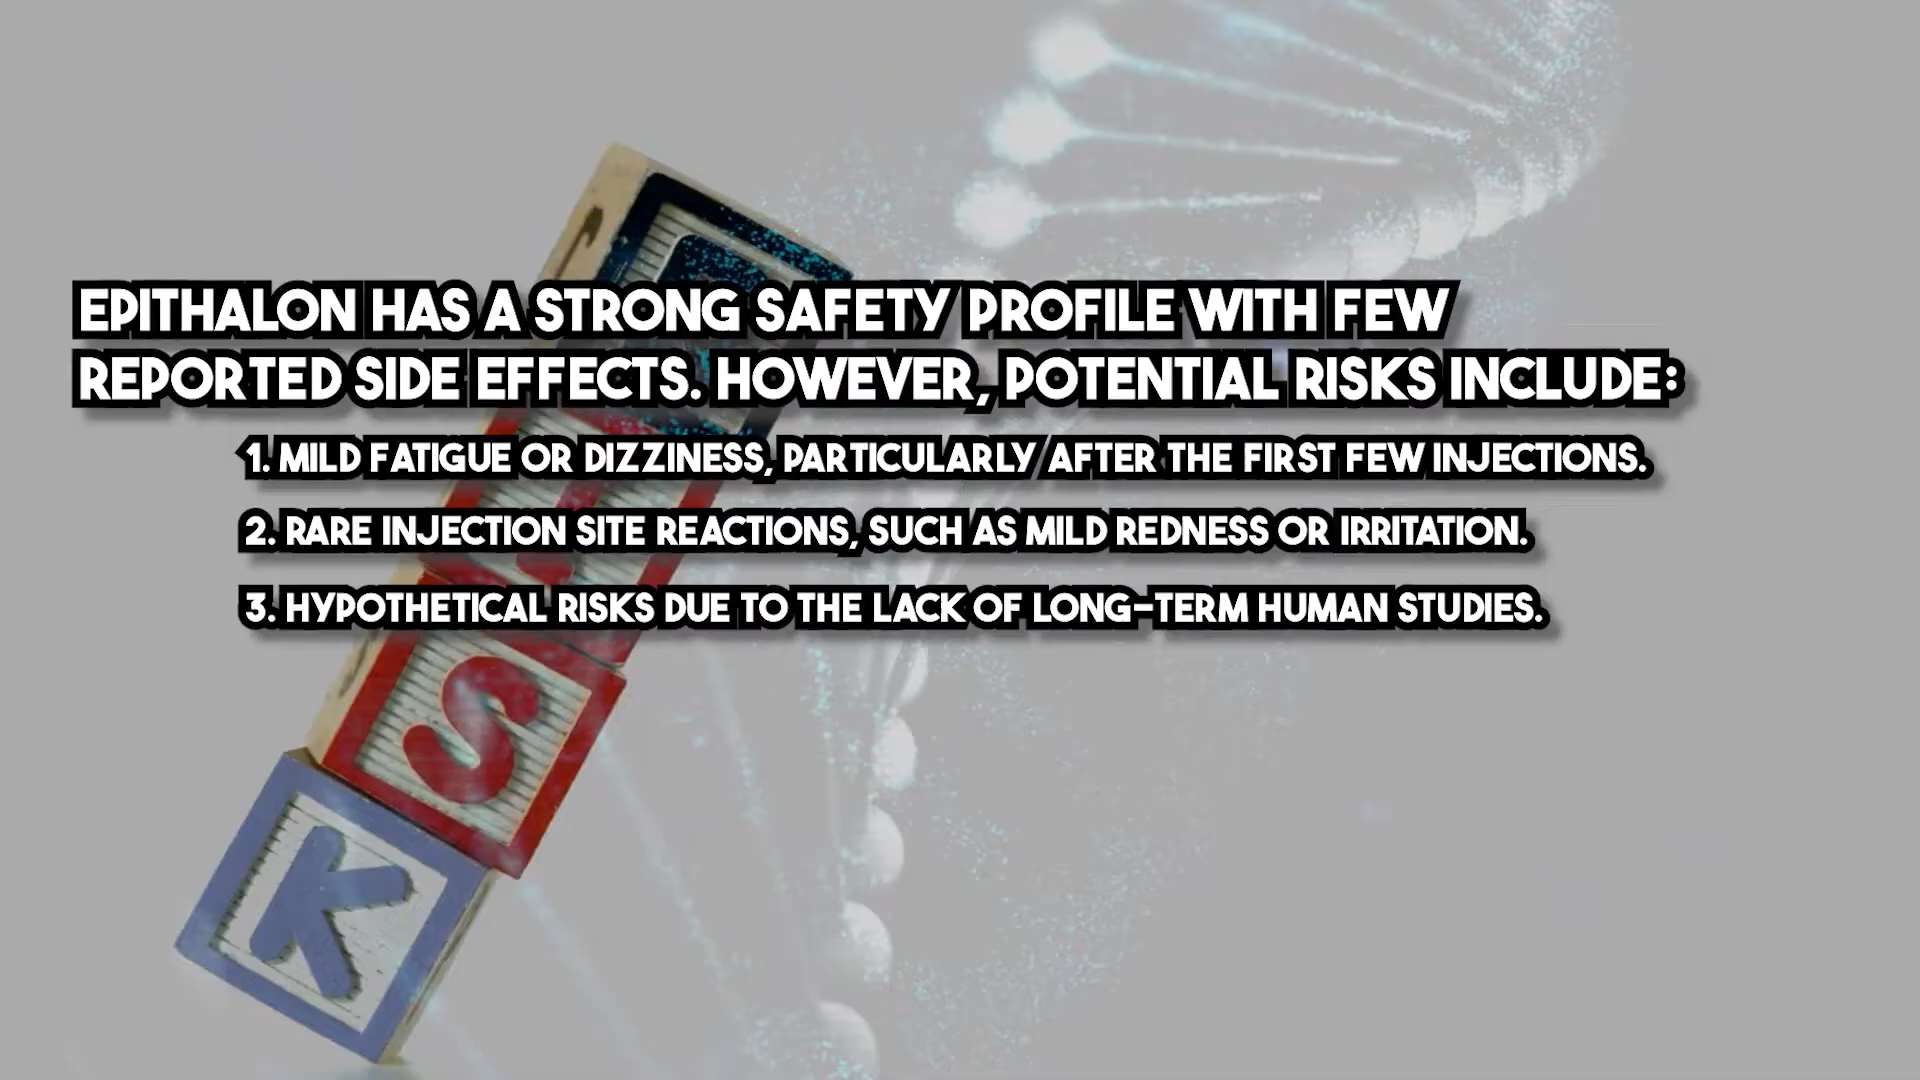 EPITHALON HAS A STRONG SAFETY PROFILE WITH FEW
REPORTED SIDE EFFECTS. HOWEVER, POTENTIAL RISKS INCLUDE:
1. MILD FATIGUE OR DIZZINESS, PARTICULARLY AFTER THE FIRST FEW INJECTIONS.
2. RARE INJECTION SITE REACTIONS, SUCH AS MILD REDNESS OR IRRITATION.
3. HYPOTHETICAL RISKS DUE TO THE LACK OF LONG-TERM HUMAN STUDIES.
S
K